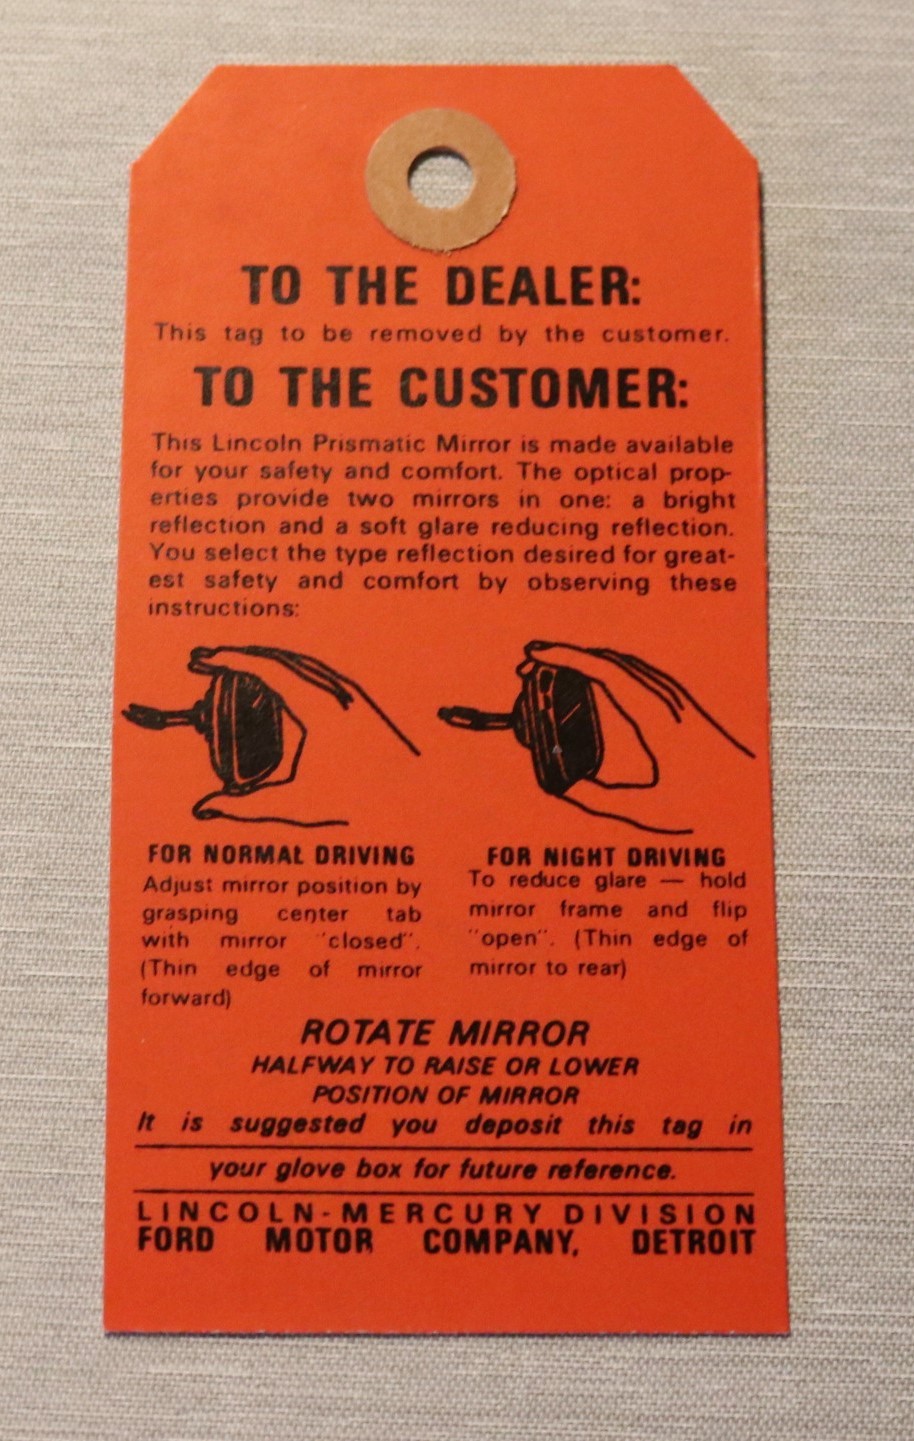 TO THE DEALER:
This tag to be removed by the customer.
TO THE CUSTOMER:
This Lincoln Prismatic Mirror is made available
for your safety and comfort. The optical prop-
erties provide two mirrors in one: a bright
reflection and a soft glare reducing reflection.
You select the type reflection desired for great-
est safety and comfort by observing these
instructions:
FOR NORMAL DRIVING
Adjust mirror position by
grasping center tab
with mirror "closed".
(Thin edge of mirror
forward)
FOR NIGHT DRIVING
To reduce glare — hold
mirror frame and flip
"open". (Thin edge of
mirror to rear)
ROTATE MIRROR
HALFWAY TO RAISE OR LOWER
POSITION OF MIRROR
It is suggested you deposit this tag in
your glove box for future reference.
LINCOLN-MERCURY DIVISION
FORD MOTOR COMPANY, DETROIT